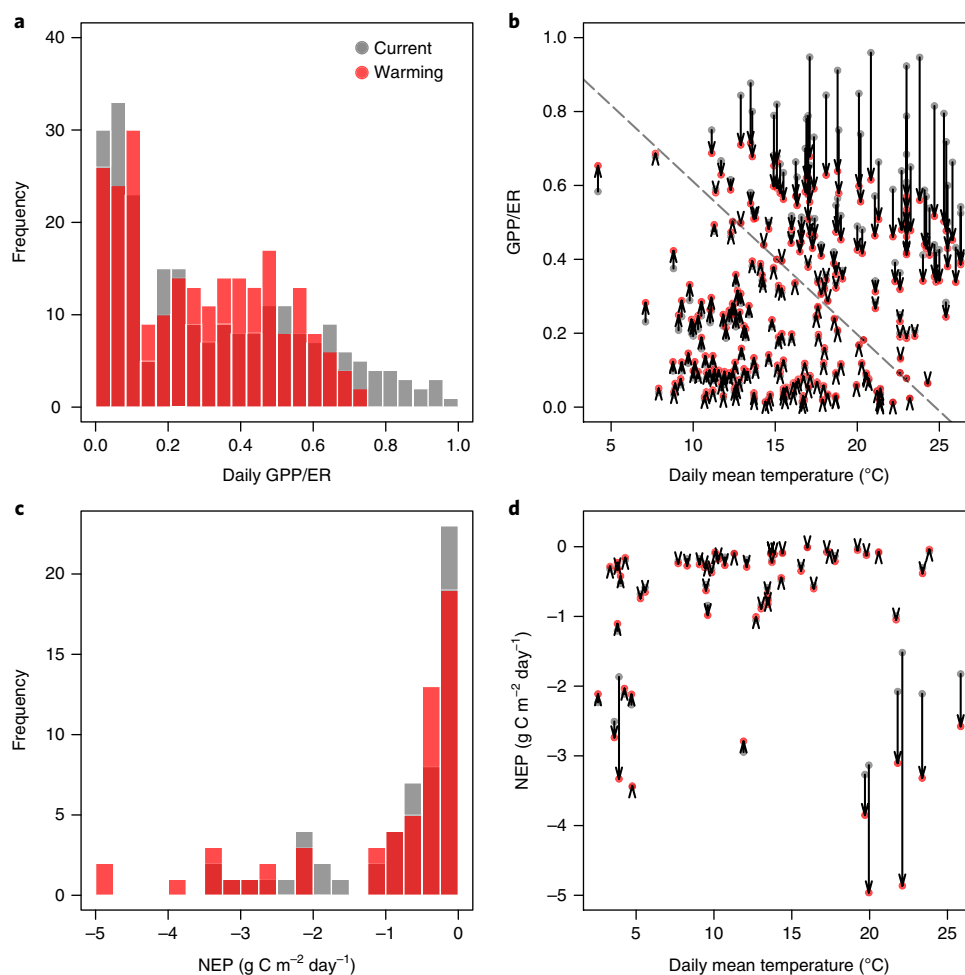 a
40
30
20
10
0
Frequency
Current
Warming
0.0 0.2 0.4 0.6 0.8 1.0
Daily GPP/ER
b
1.0
0.8
0.6
0.4
0.2
0.0
GPP/ER
5 10 15 20 25
Daily mean temperature (°C)
c
20
15
10
5
0
Frequency
–5 –4 –3 –2 –1 0
NEP (g C m⁻² day⁻¹)
d
0
–1
–2
–3
–4
–5
NEP (g C m⁻² day⁻¹)
5 10 15 20 25
Daily mean temperature (°C)